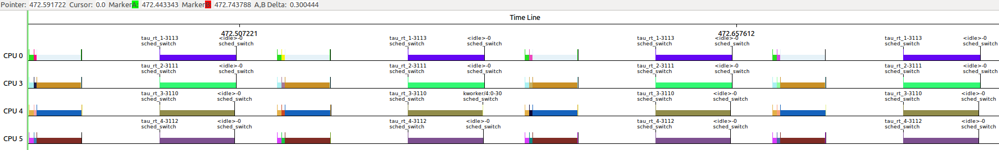 Pointer: 472.591722 Cursor: 0.0 MarkerA: 472.443343 MarkerB 472.743788 A,B Delta: 0.300444
Time Line
472.507221 472.657612
tau_rt_1-3113 <idle>-0 tau_rt_1-3113 <idle>-0 tau_rt_1-3113 <idle>-0 tau_rt_1-3113 <idle>-0
sched_switch sched_switch sched_switch sched_switch sched_switch sched_switch sched_switch sched_switch
CPU 0
tau_rt_2-3111 <idle>-0 tau_rt_2-3111 <idle>-0 tau_rt_2-3111 <idle>-0 tau_rt_2-3111 <idle>-0
sched_switch sched_switch sched_switch sched_switch sched_switch sched_switch sched_switch sched_switch
CPU 3
tau_rt_3-3110 <idle>-0 tau_rt_3-3110 kworker/4:0-30 tau_rt_3-3110 <idle>-0 tau_rt_3-3110 <idle>-0
sched_switch sched_switch sched_switch sched_switch sched_switch sched_switch sched_switch sched_switch
CPU 4
tau_rt_4-3112 <idle>-0 tau_rt_4-3112 <idle>-0 tau_rt_4-3112 <idle>-0 tau_rt_4-3112 <idle>-0
sched_switch sched_switch sched_switch sched_switch sched_switch sched_switch sched_switch sched_switch
CPU 5